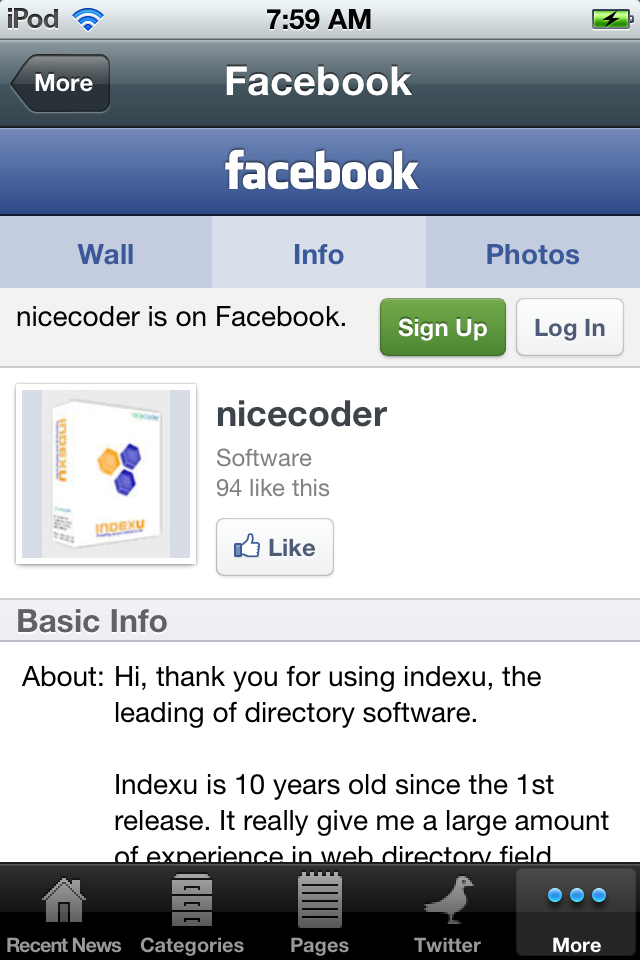 iPod 7:59 AM
More Facebook
facebook
Wall Info Photos
nicecoder is on Facebook. Sign Up Log In
nicecoder
INDEXU
INDEXU
nicecoder
Software
94 like this
Like
Basic Info
About: Hi, thank you for using indexu, the
leading of directory software.
Indexu is 10 years old since the 1st
release. It really give me a large amount
of experience in web directory field
Recent News Categories Pages Twitter More